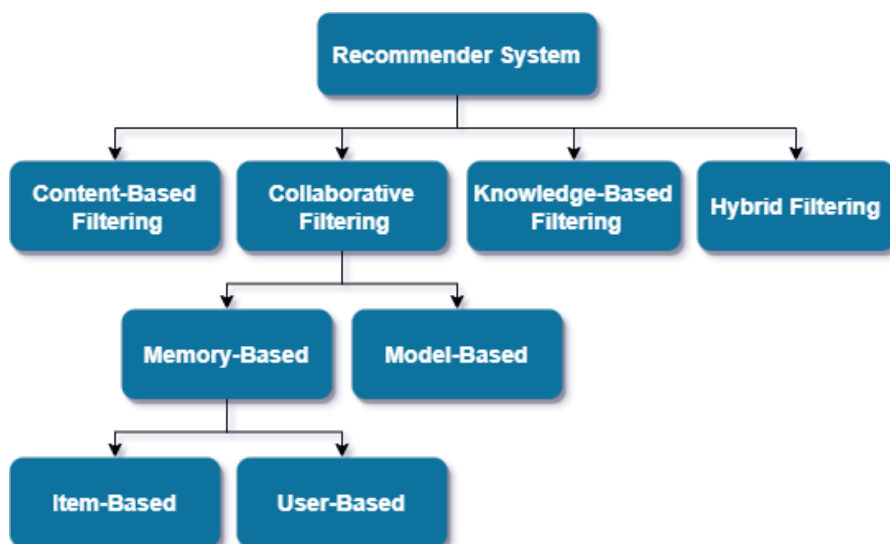 Recommender System
Content-Based
Filtering
Collaborative
Filtering
Knowledge-Based
Filtering
Hybrid Filtering
Memory-Based
Model-Based
Item-Based
User-Based